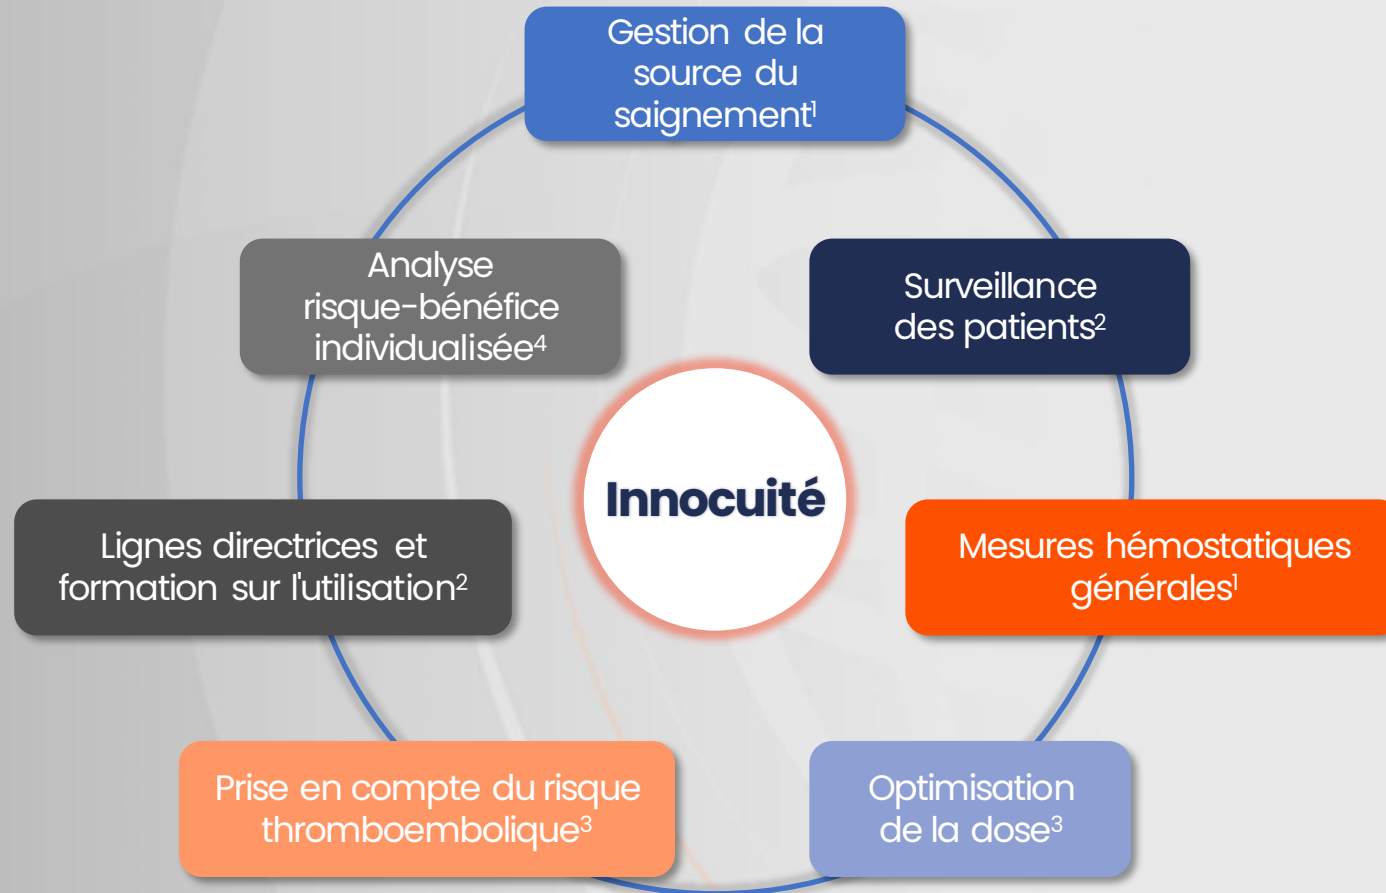 Gestion de la
source du
saignement¹
Analyse
risque-bénéfice
individualisée⁴
Surveillance
des patients²
Innocuité
Lignes directrices et
formation sur l'utilisation²
Mesures hémostatiques
générales¹
Prise en compte du risque
thromboembolique³
Optimisation
de la dose³